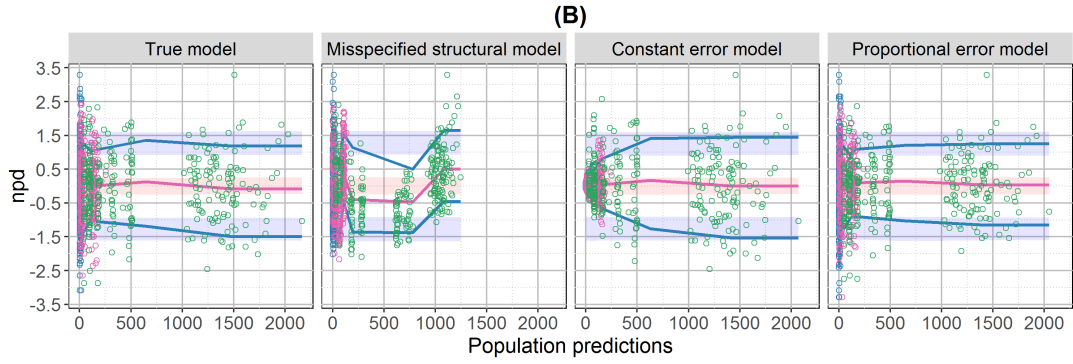 (B)
True model Misspecified structural model Constant error model Proportional error model
3.5
2.5
1.5
0.5
-0.5
-1.5
-2.5
-3.5
npd
0 500 1000 1500 2000 0 500 1000 1500 2000 0 500 1000 1500 2000 0 500 1000 1500 2000
Population predictions